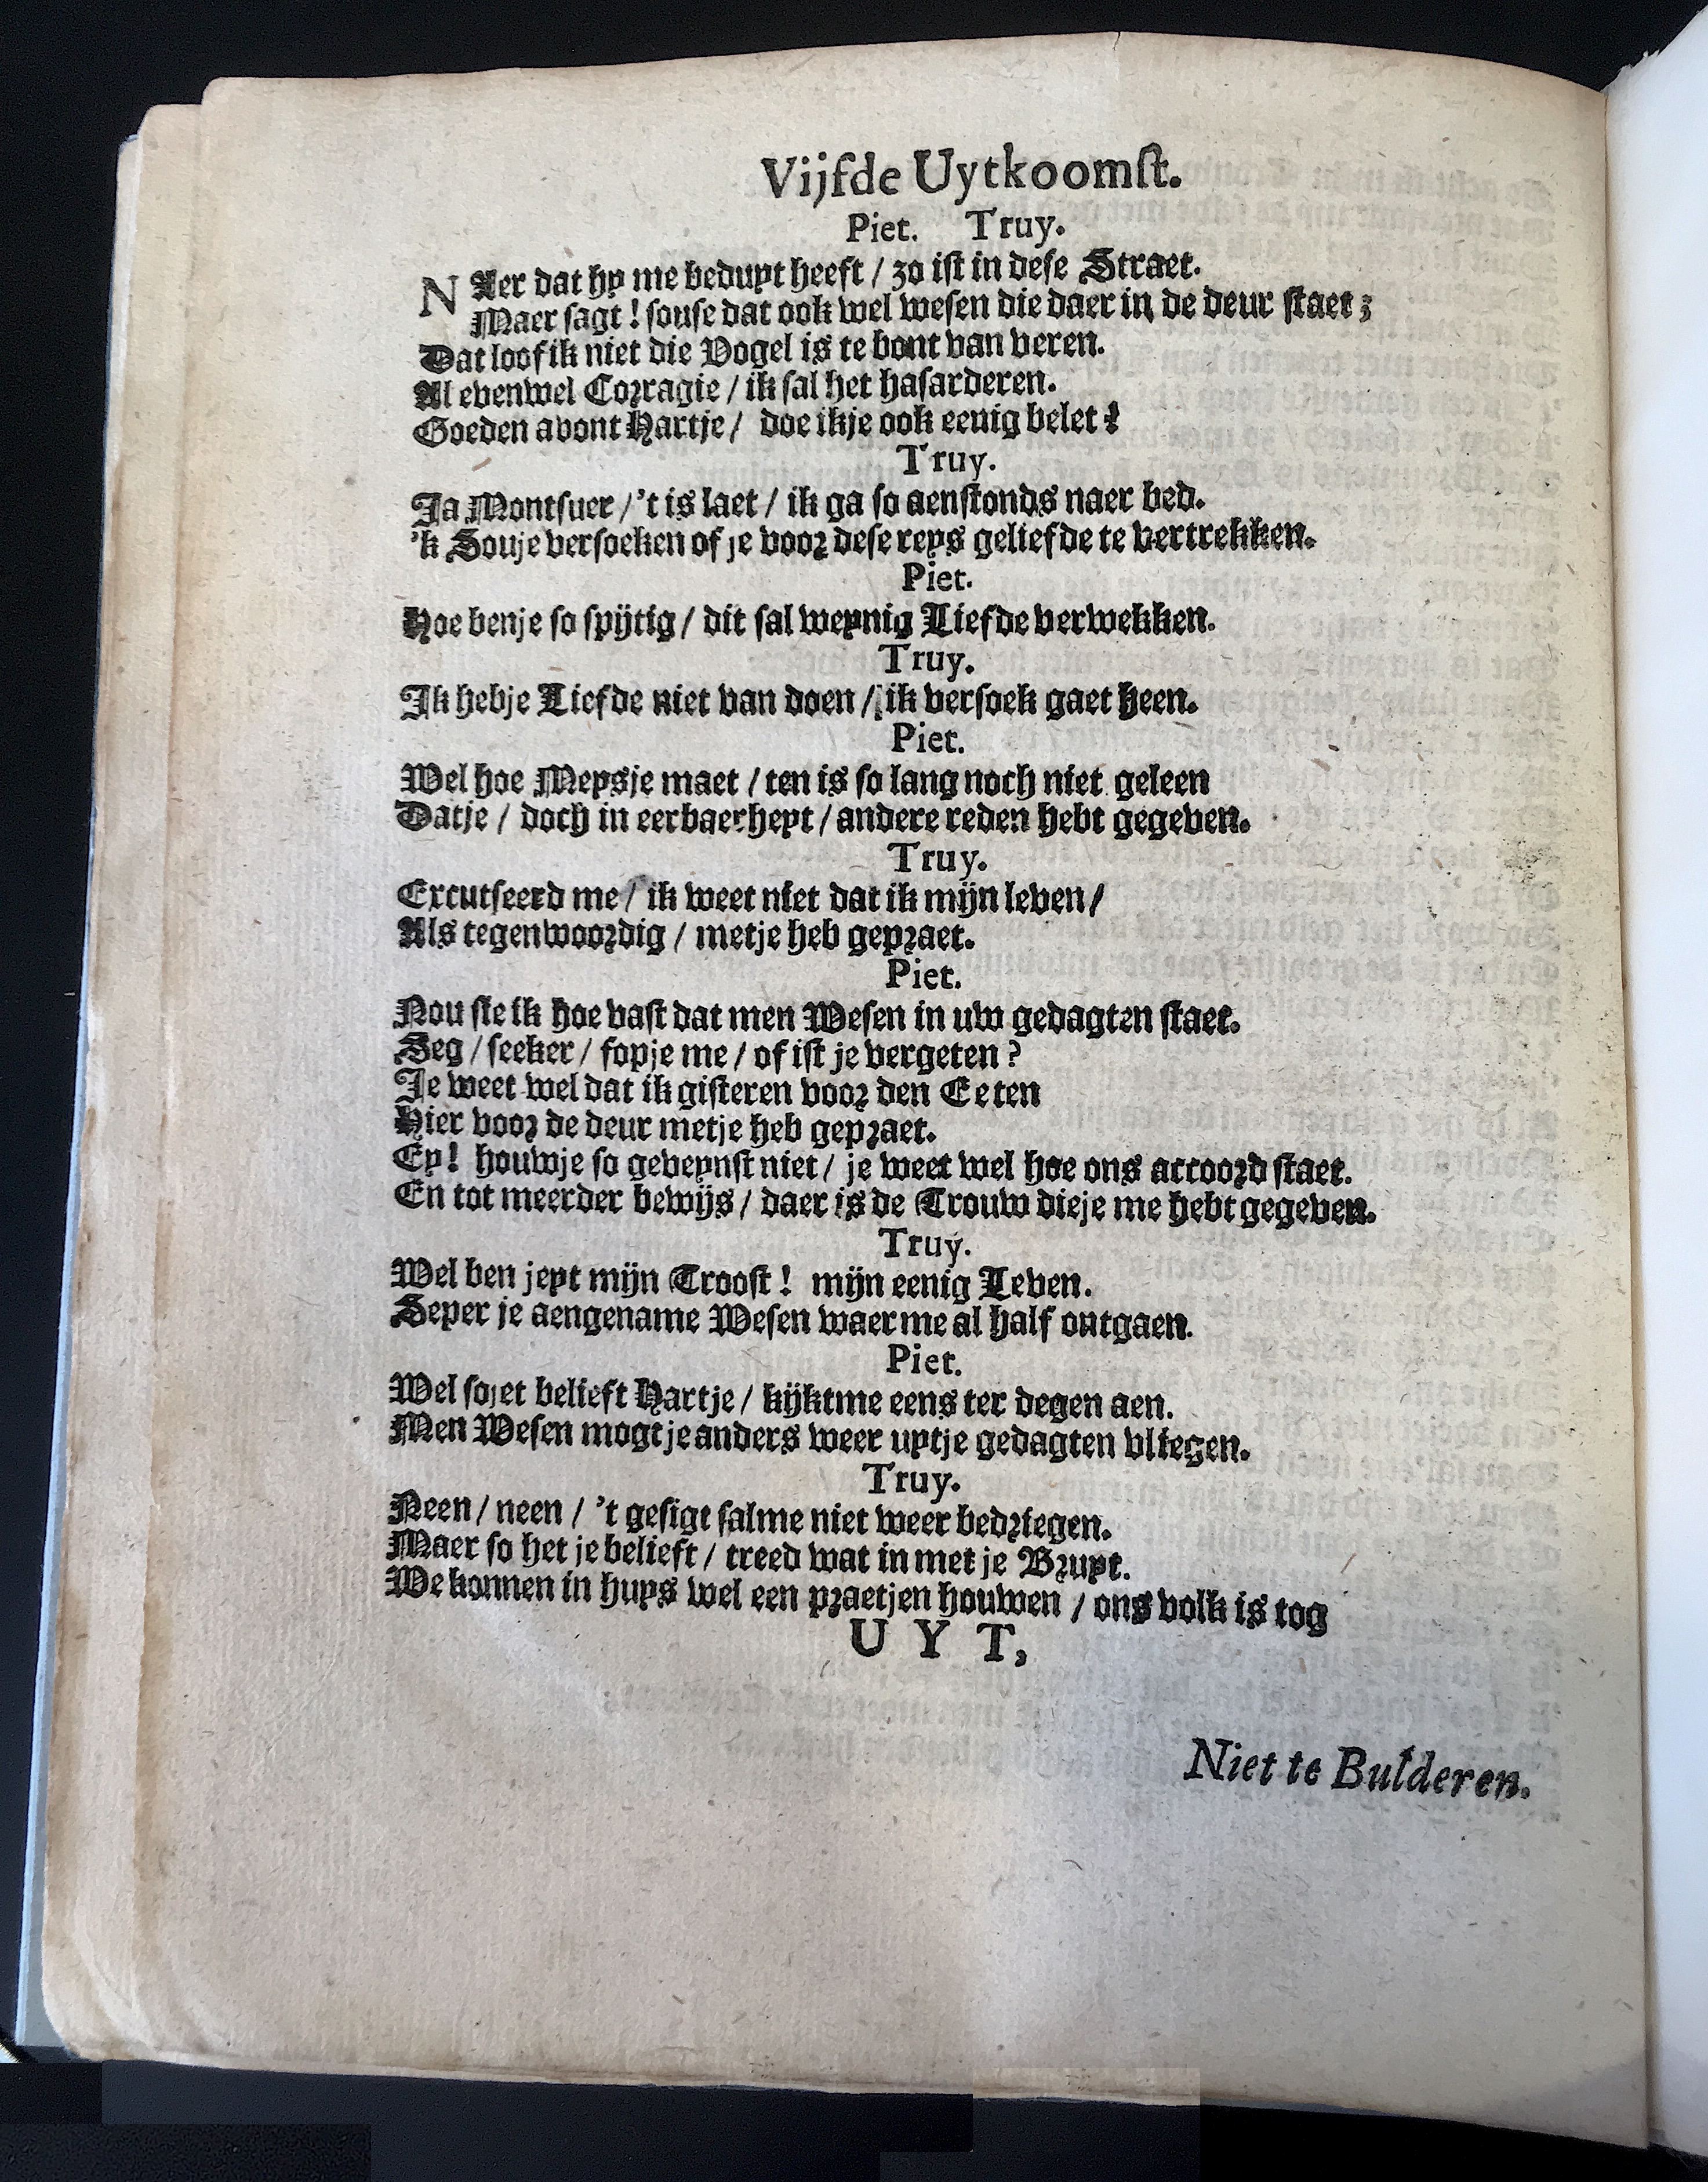 Vijfde Uytkoomst.
Piet. Truy.
NAer dat hy me beduyt heeft / zo ist in dese Straet.
Maer sagt ! souse dat ook wel wesen die daer in de deur staet ;
Dat loof ik niet die Vogel is te bont van veren.
Al evenwel Corragie / ik sal het hasarderen.
Goeden avont Hartje / doe ikje ook eenig belet ?
Truy.
Ja Montsuer / 't is laet / ik ga so aenstonds naer bed.
'k Souje versoeken of je voor dese reys geliefde te vertrekken.
Piet.
Hoe benje so spijtig / dit sal weynig Liefde verwekken.
Truy.
Ik hebje Liefde niet van doen / ik versoek gaet heen.
Piet.
Wel hoe Meysje maet / ten is so lang noch niet geleen
Datje / doch in eerbaerheyt / andere reden hebt gegeven.
Truy.
Excutseerd me / ik weet niet dat ik mijn leven /
Als tegenwoordig / metje heb gepraet.
Piet.
Nou sie ik hoe vast dat men Wesen in uw gedagten staet.
Seg / seeker / fopje me / of ist je vergeten ?
Je weet wel dat ik gisteren voor den Eeten
Hier voor de deur metje heb gepraet.
Ey ! houwje so geveynst niet / je weet wel hoe ons accoord staet.
En tot meerder bewijs / daer is de Trouw dieje me hebt gegeven.
Truy.
Wel ben jeyt mijn Troost ! mijn eenig Leven.
Seper je aengename Wesen waer me al half ontgaen.
Piet.
Wel sojet belieft Hartje / kijktme eens ter degen aen.
Men Wesen mogt je anders weer uytje gedagten vliegen.
Truy.
Neen / neen / 't gesigt salme niet weer bedriegen.
Maer so het je belieft / treed wat in met je Bruyt.
We konnen in huys wel een praetjen houwen / ons volk is tog
UYT,
Niet te Bulderen.